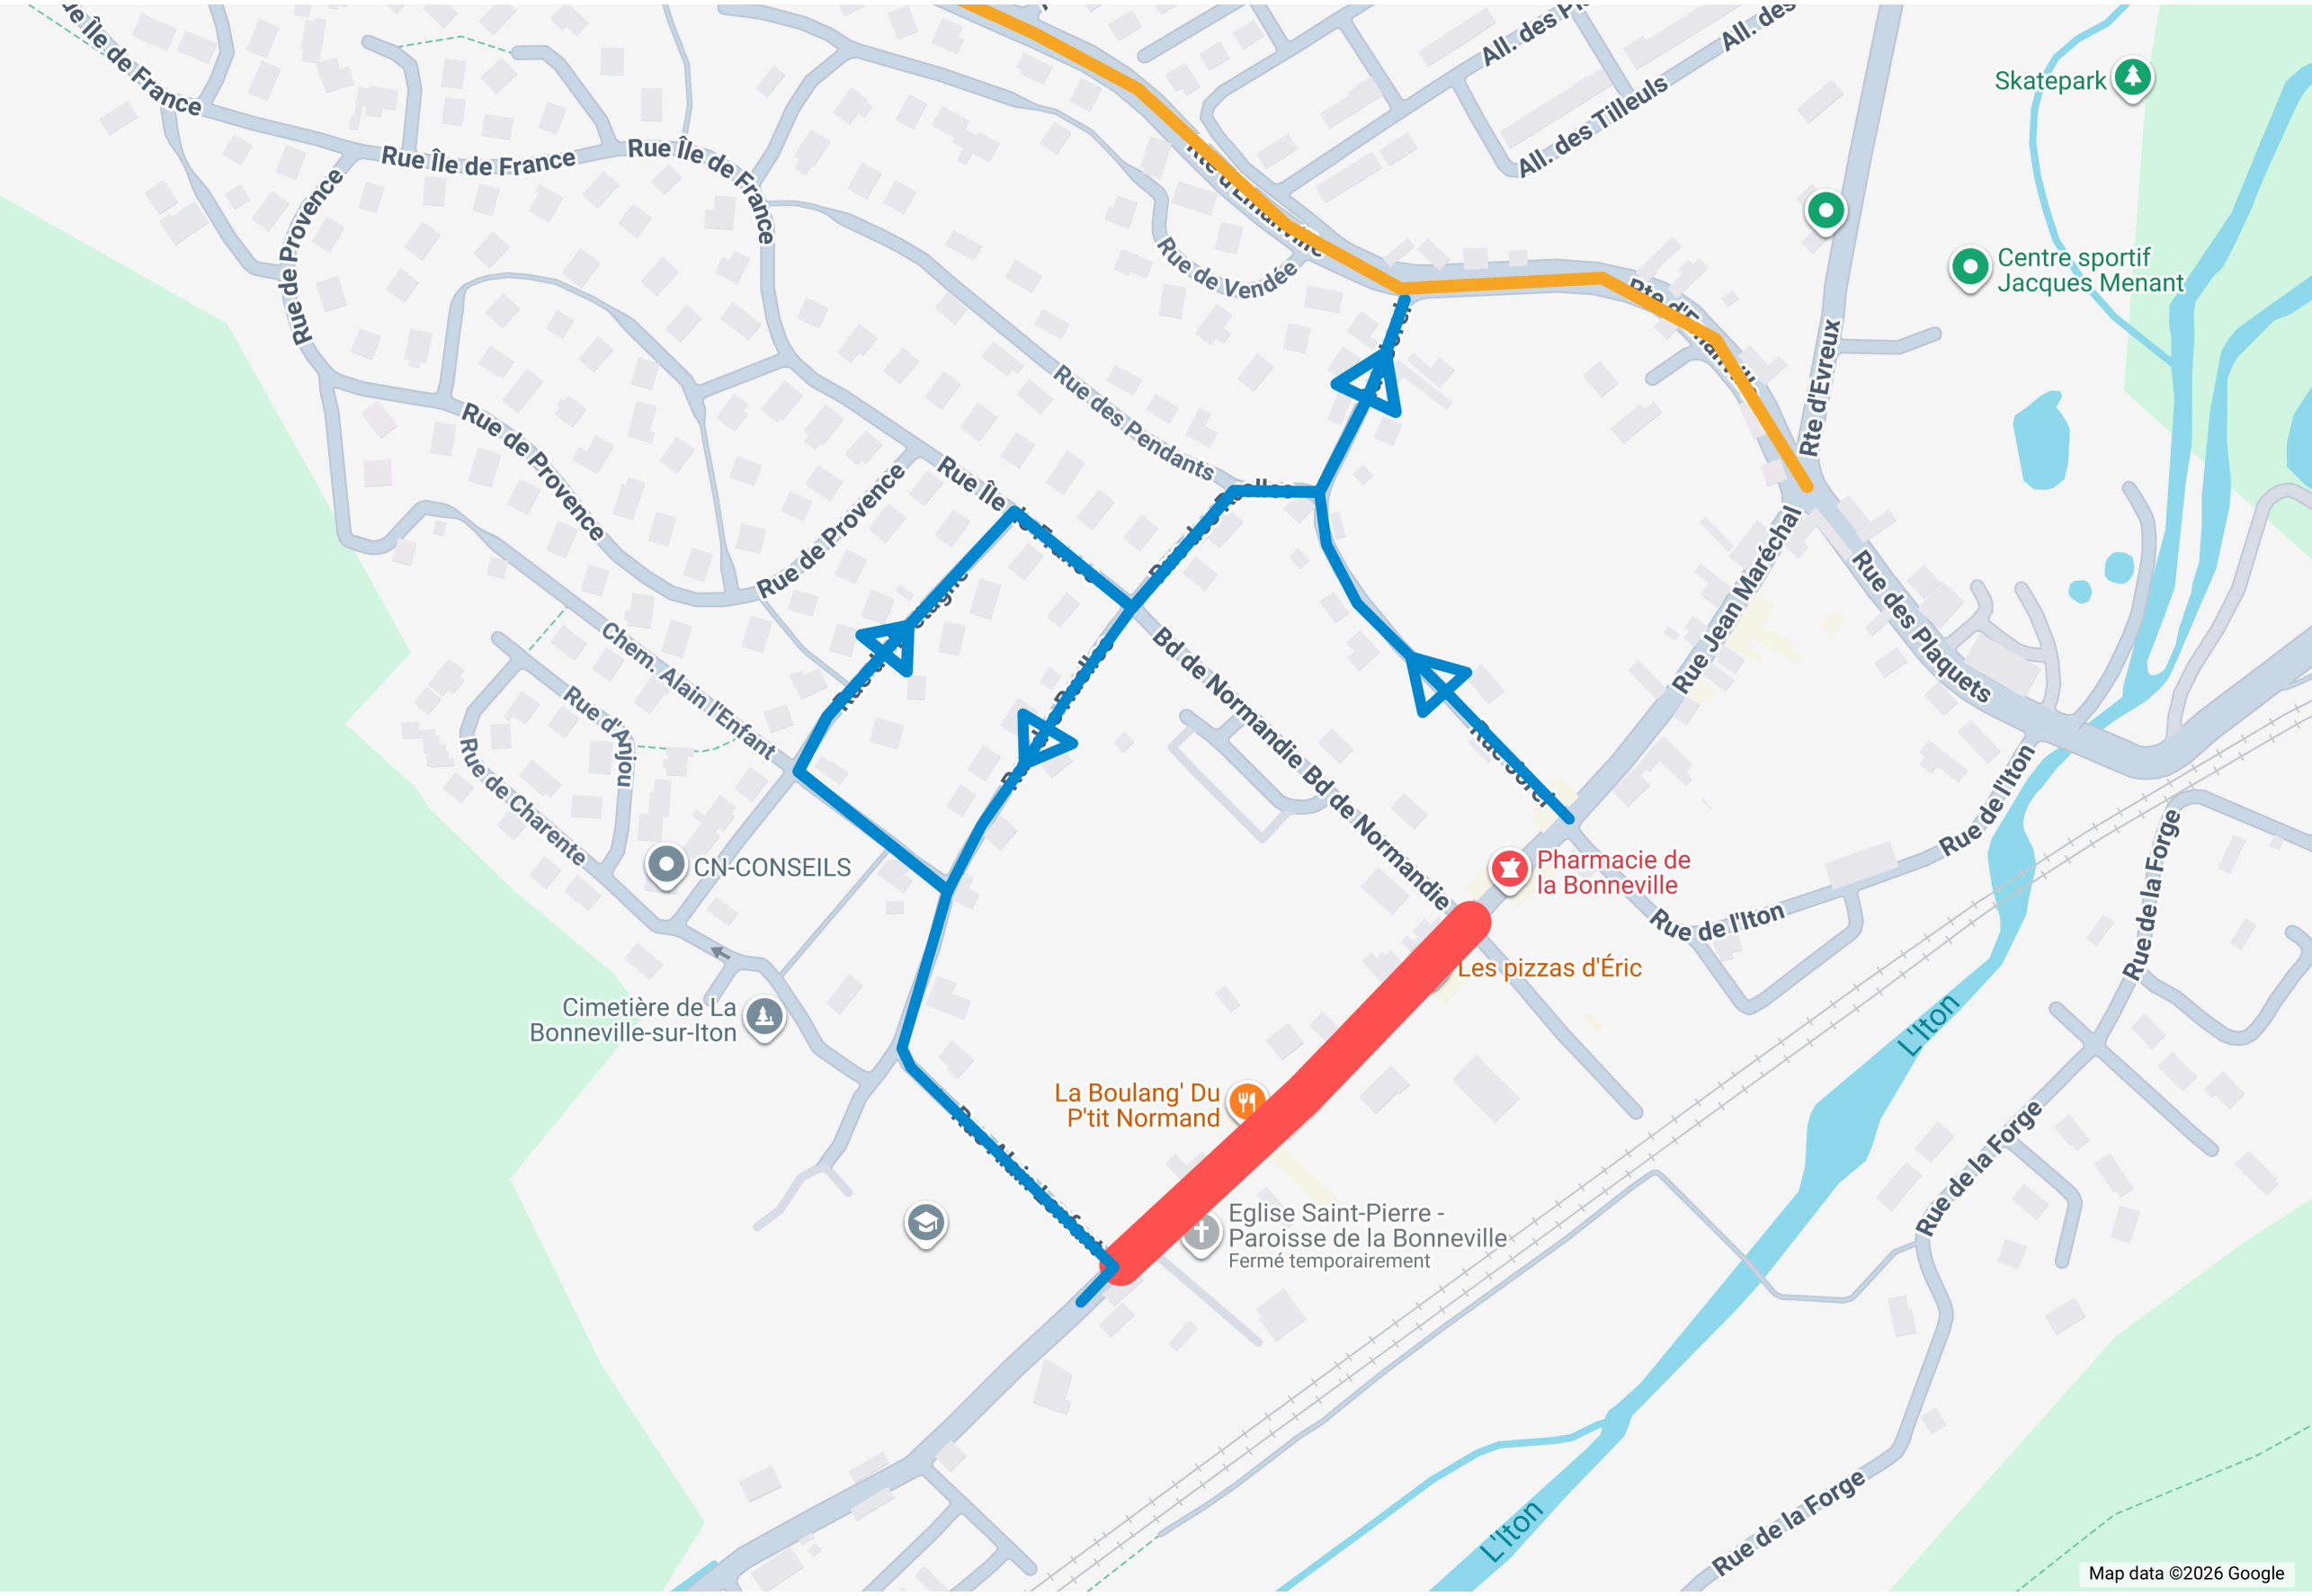 Île de France
All. des
All. des
Skatepark
All. des Tilleuls
Rue Île de France
Rue Île de France
Rue de Provence
Rue de Vendée
Centre sportif
Jacques Menant
Rte d'Evreux
Rue des Pendants
Rue de Provence
Rue de Provence
Rue Île
Rue Jean Maréchal
Rue des Plaquets
Chem. Alain l'Enfant
Bd de Normandie
Bd de Normandie
Rue d'Anjou
Rue de Charente
Rue de l'Iton
CN-CONSEILS
Pharmacie de
la Bonneville
Rue de l'Iton
Rue de la Forge
Les pizzas d'Éric
Cimetière de La
Bonneville-sur-Iton
L'Iton
La Boulang' Du
P'tit Normand
Rue de la Forge
Eglise Saint-Pierre -
Paroisse de la Bonneville
Fermé temporairement
L'Iton
Rue de la Forge
Map data ©2026 Google